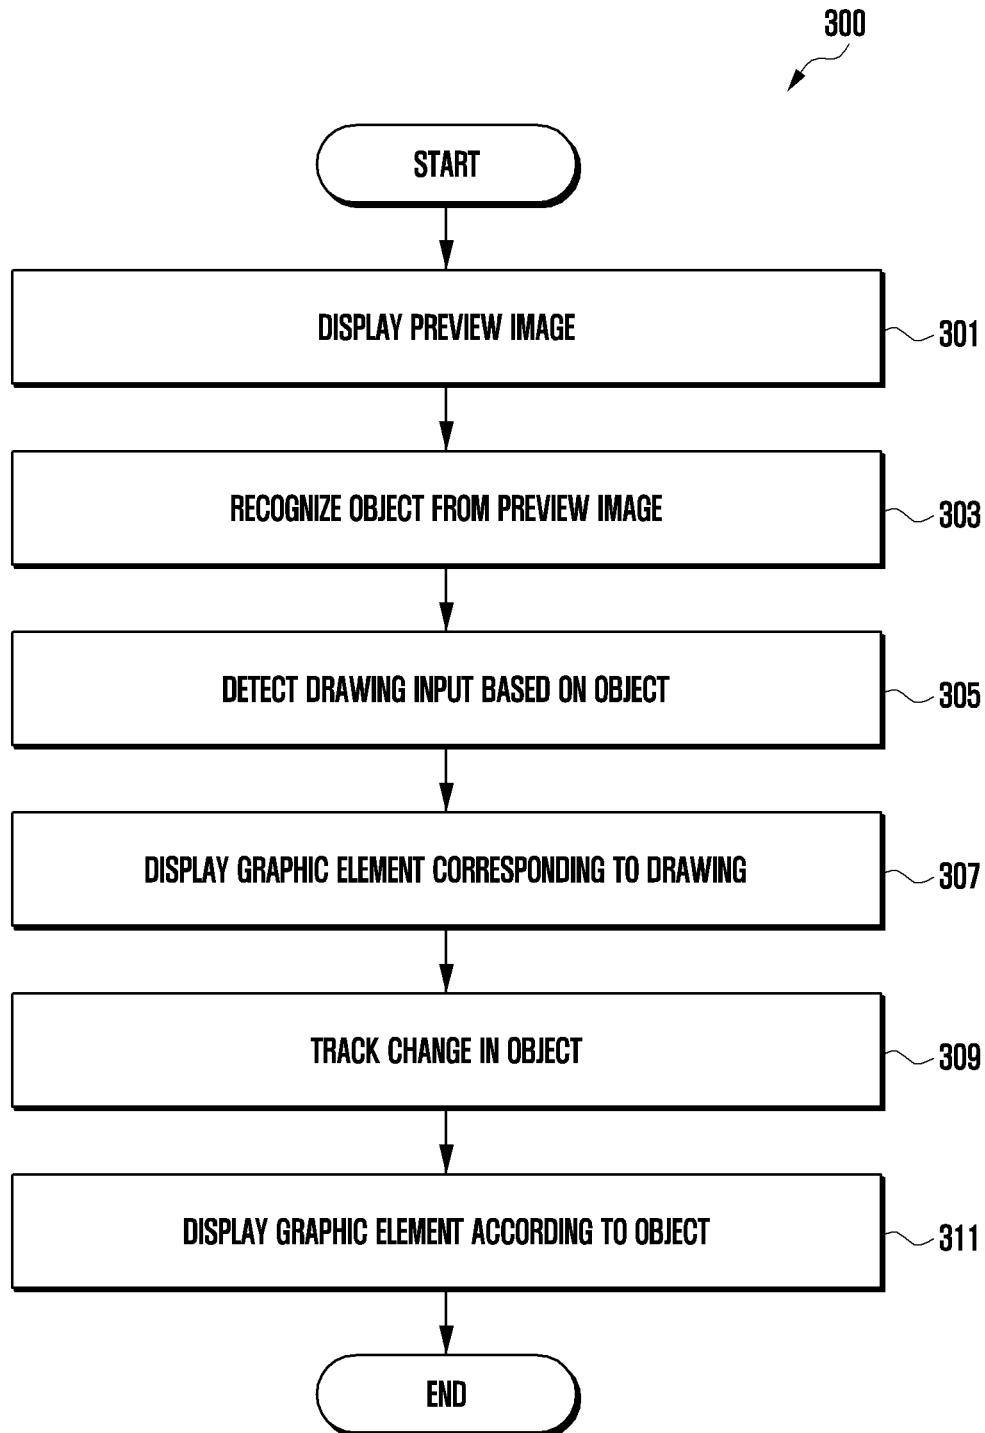 300
START
DISPLAY PREVIEW IMAGE
301
RECOGNIZE OBJECT FROM PREVIEW IMAGE
303
DETECT DRAWING INPUT BASED ON OBJECT
305
DISPLAY GRAPHIC ELEMENT CORRESPONDING TO DRAWING
307
TRACK CHANGE IN OBJECT
309
DISPLAY GRAPHIC ELEMENT ACCORDING TO OBJECT
311
END